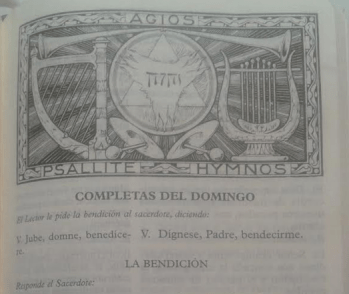 AGIOS
יהוה
PSALLITE HYMNOS
COMPLETAS DEL DOMINGO
El Lector le pide la bendición al sacerdote, diciendo:
℣. Jube, domne, benedice- ℣. Dígnese, Padre, bendecirme.
LA BENDICIÓN
Responde el Sacerdote: